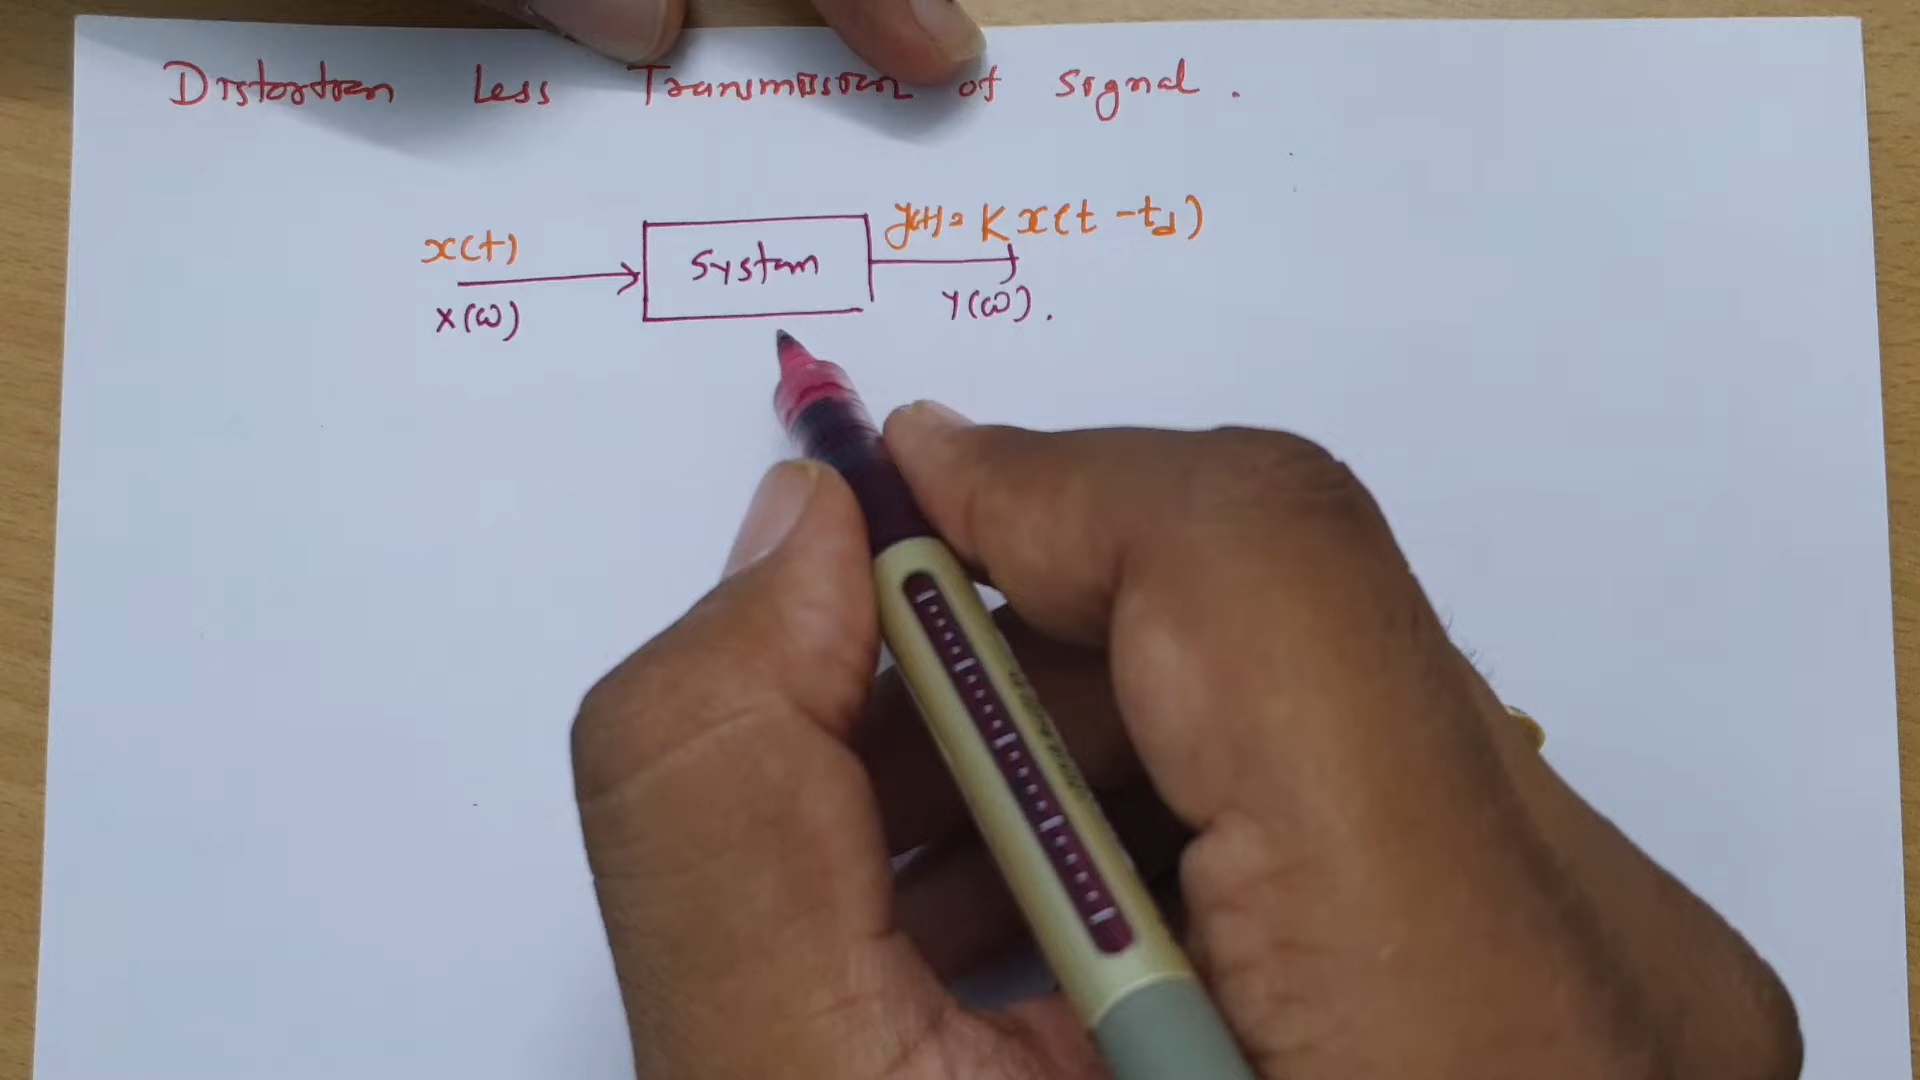 Distortion Less Transmission of signal.
x(t)
X(ω)
System
y(t) = K x(t - td)
Y(ω).